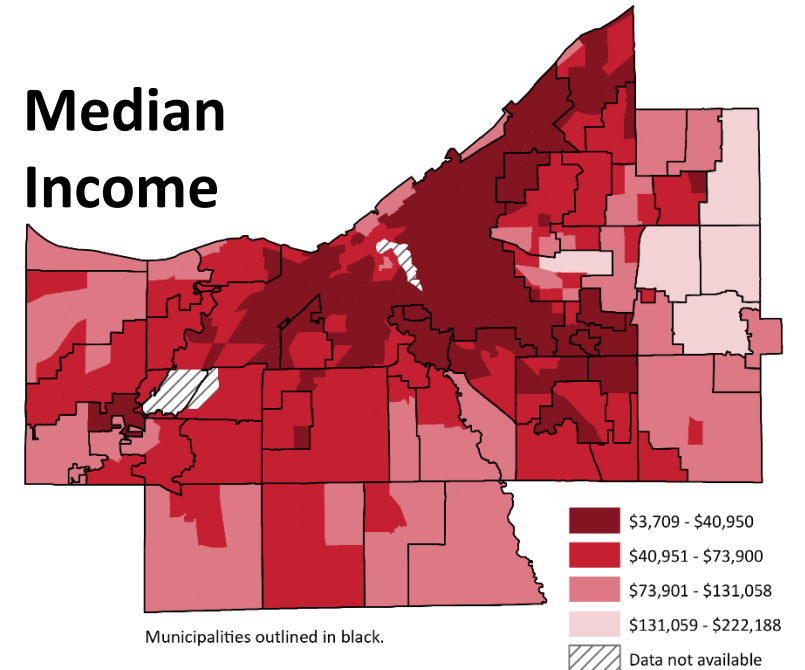 Median
Income
$3,709 - $40,950
$40,951 - $73,900
$73,901 - $131,058
$131,059 - $222,188
Data not available
Municipalities outlined in black.